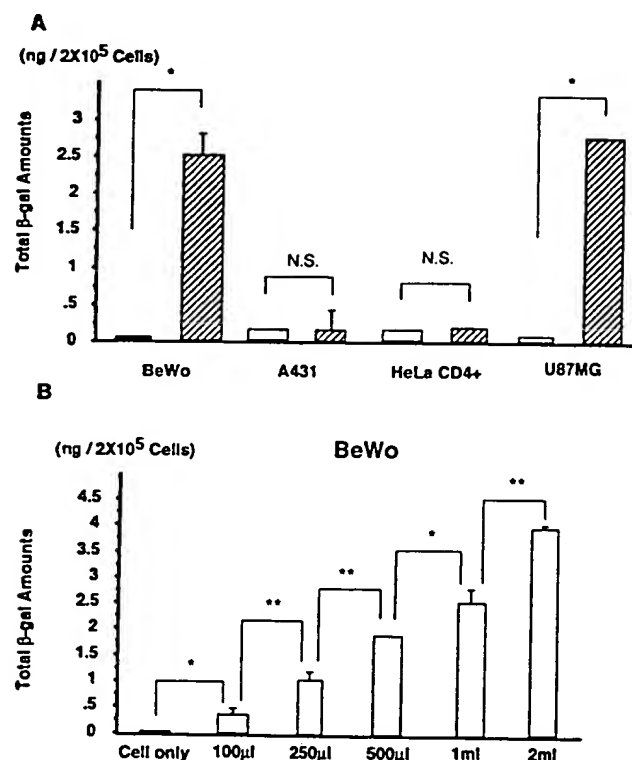 A
(ng / 2X10⁵ Cells)
*
*
Total β-gal Amounts
3
2.5
2
1.5
1
.5
0
N.S.
N.S.
BeWo A431 HeLa CD4+ U87MG
B
(ng / 2X10⁵ Cells)
BeWo
Total β-gal Amounts
4.5
4
3.5
3
2.5
2
1.5
1
.5
0
*
**
**
*
**
Cell only 100µl 250µl 500µl 1ml 2ml